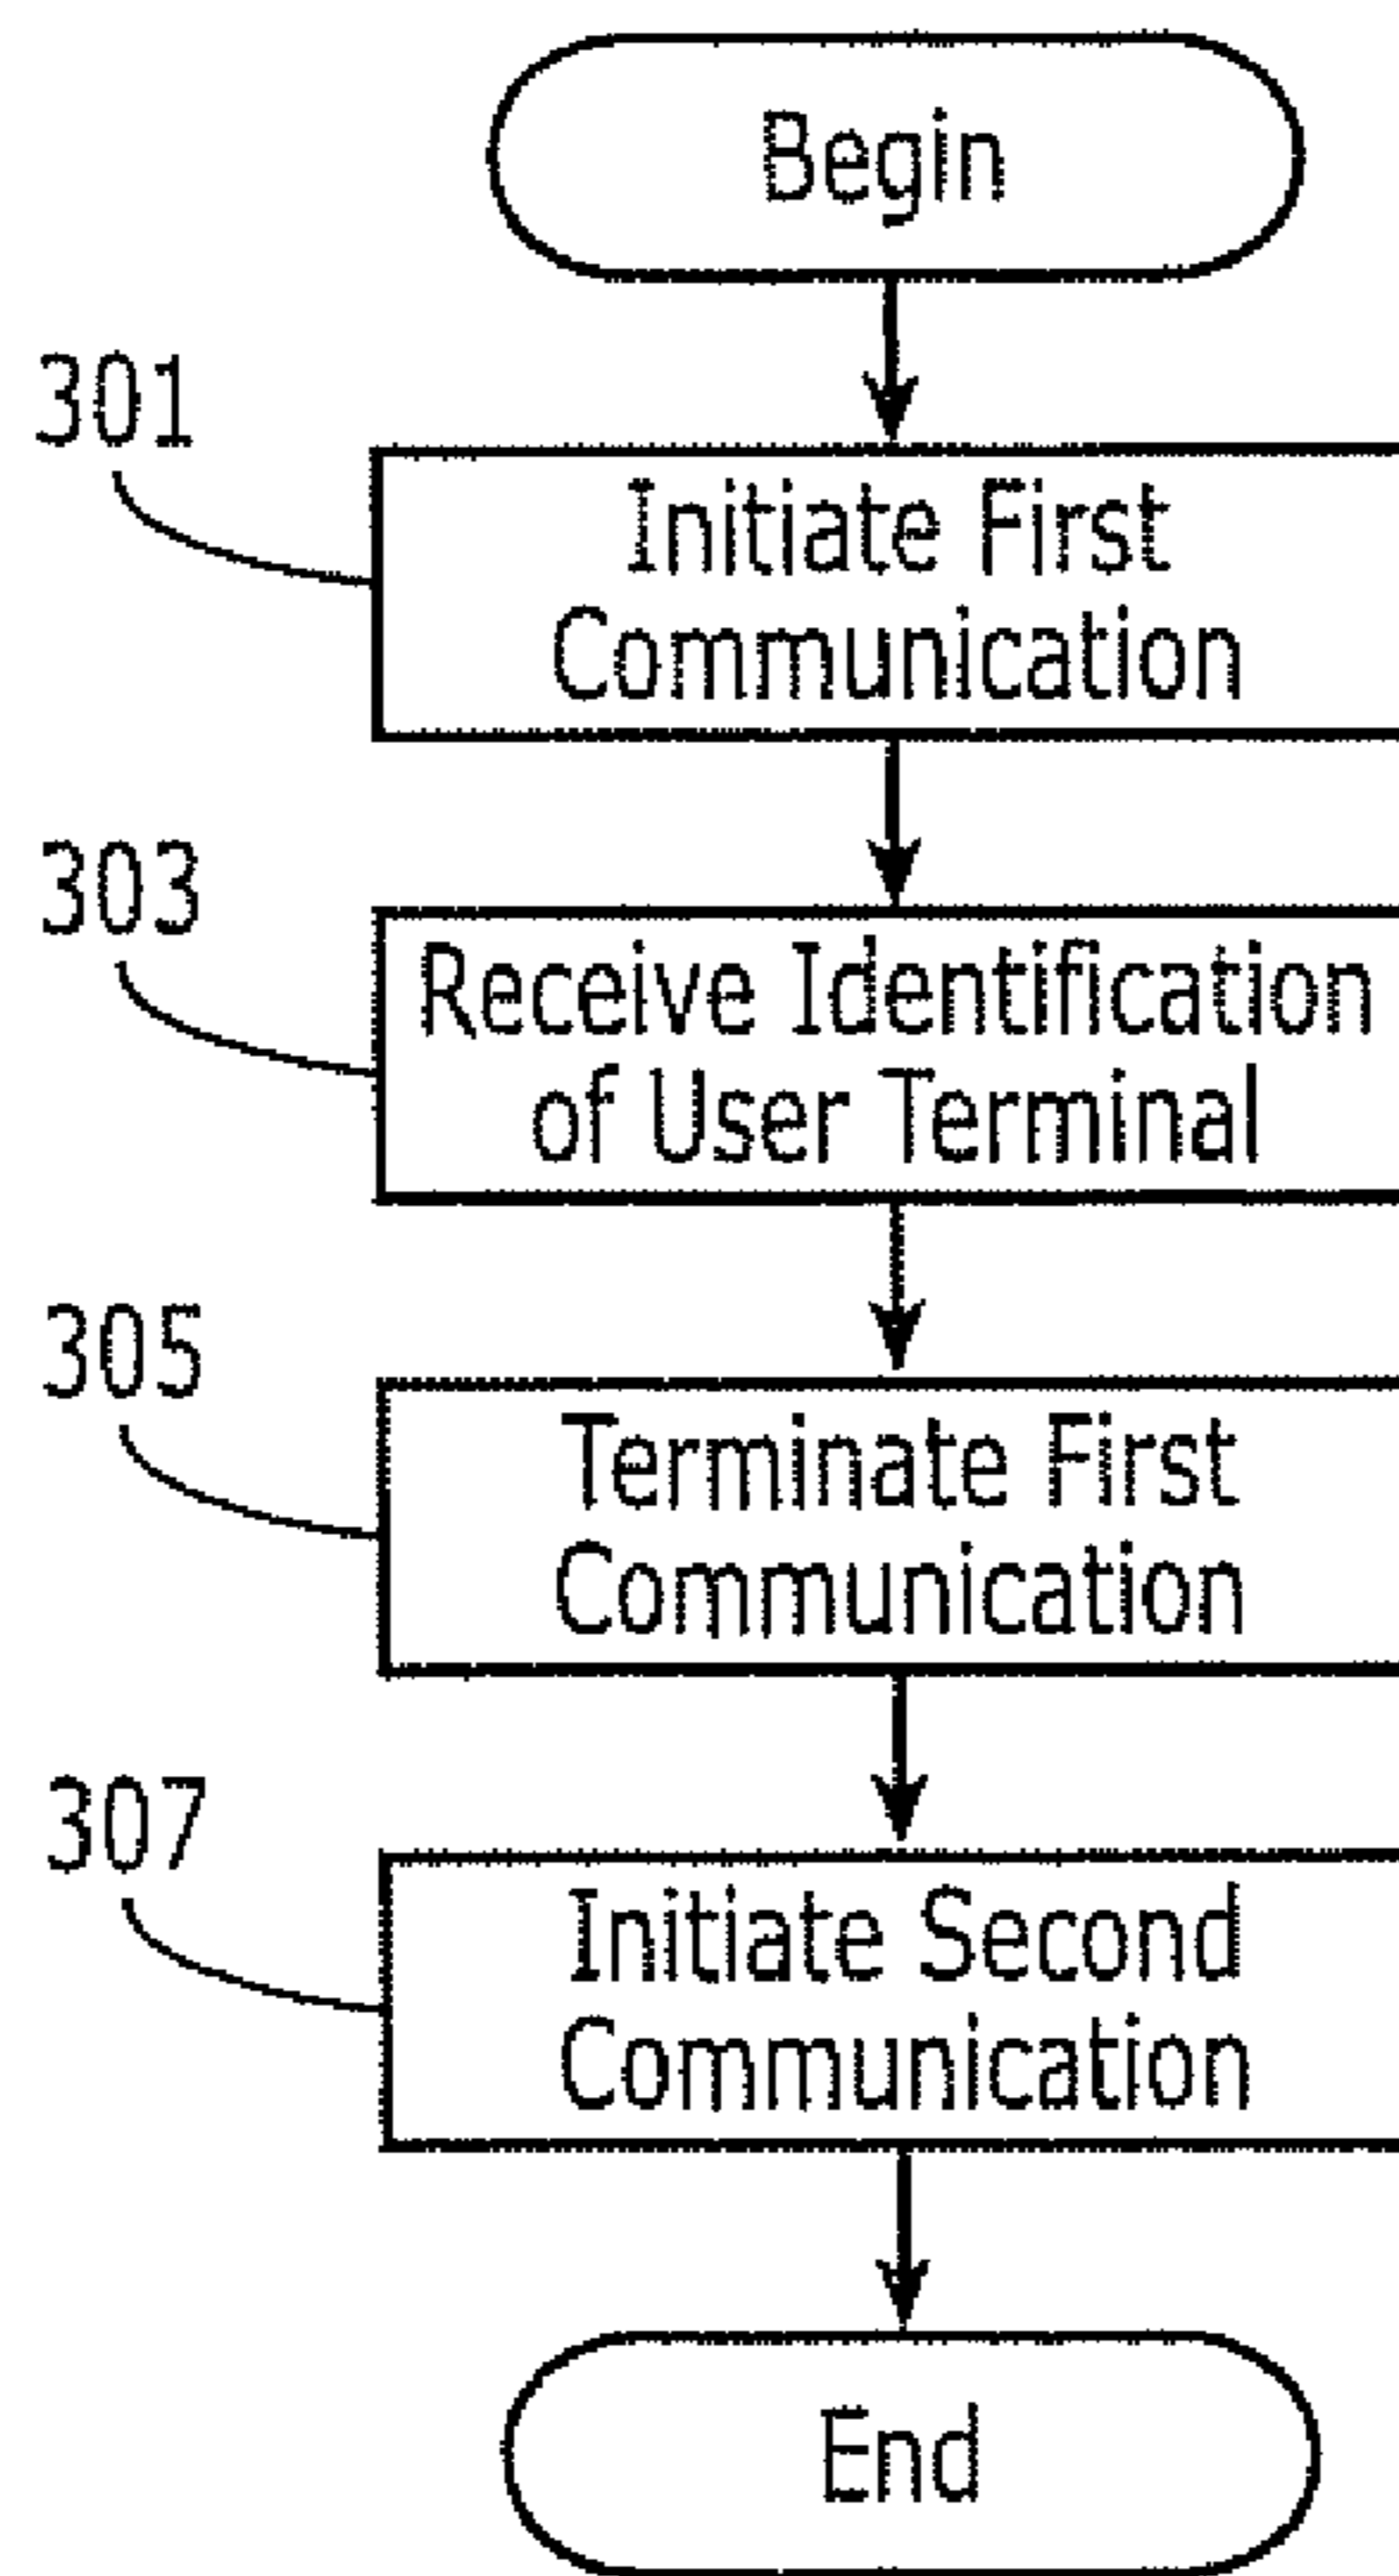 Begin
301
Initiate First
Communication
303
Receive Identification
of User Terminal
305
Terminate First
Communication
307
Initiate Second
Communication
End